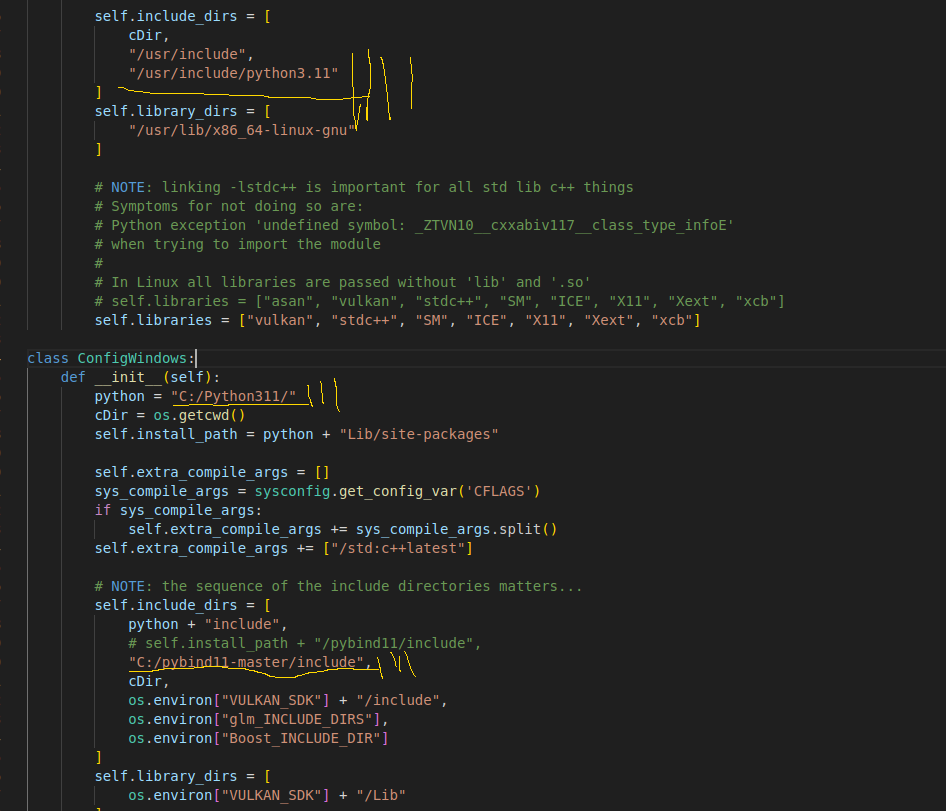 self.include_dirs = [
cDir,
"/usr/include",
"/usr/include/python3.11"
]
self.library_dirs = [
"/usr/lib/x86_64-linux-gnu"
]
# NOTE: linking -lstdc++ is important for all std lib c++ things
# Symptoms for not doing so are:
# Python exception 'undefined symbol: _ZTVN10__cxxabiv117__class_type_infoE'
# when trying to import the module
#
# In Linux all libraries are passed without 'lib' and '.so'
# self.libraries = ["asan", "vulkan", "stdc++", "SM", "ICE", "X11", "Xext", "xcb"]
self.libraries = ["vulkan", "stdc++", "SM", "ICE", "X11", "Xext", "xcb"]
class ConfigWindows:
def __init__(self):
python = "C:/Python311/"
cDir = os.getcwd()
self.install_path = python + "Lib/site-packages"
self.extra_compile_args = []
sys_compile_args = sysconfig.get_config_var('CFLAGS')
if sys_compile_args:
self.extra_compile_args += sys_compile_args.split()
self.extra_compile_args += ["/std:c++latest"]
# NOTE: the sequence of the include directories matters...
self.include_dirs = [
python + "include",
# self.install_path + "/pybind11/include",
"C:/pybind11-master/include",
cDir,
os.environ["VULKAN_SDK"] + "/include",
os.environ["glm_INCLUDE_DIRS"],
os.environ["Boost_INCLUDE_DIR"]
]
self.library_dirs = [
os.environ["VULKAN_SDK"] + "/Lib"